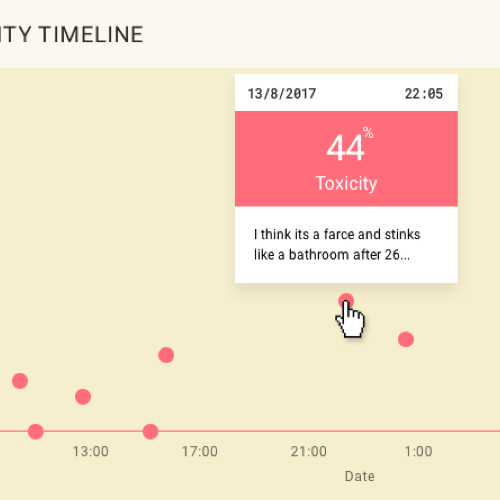 ITY TIMELINE
13/8/2017 22:05
44%
Toxicity
I think its a farce and stinks
like a bathroom after 26...
13:00 17:00 21:00 1:00
Date